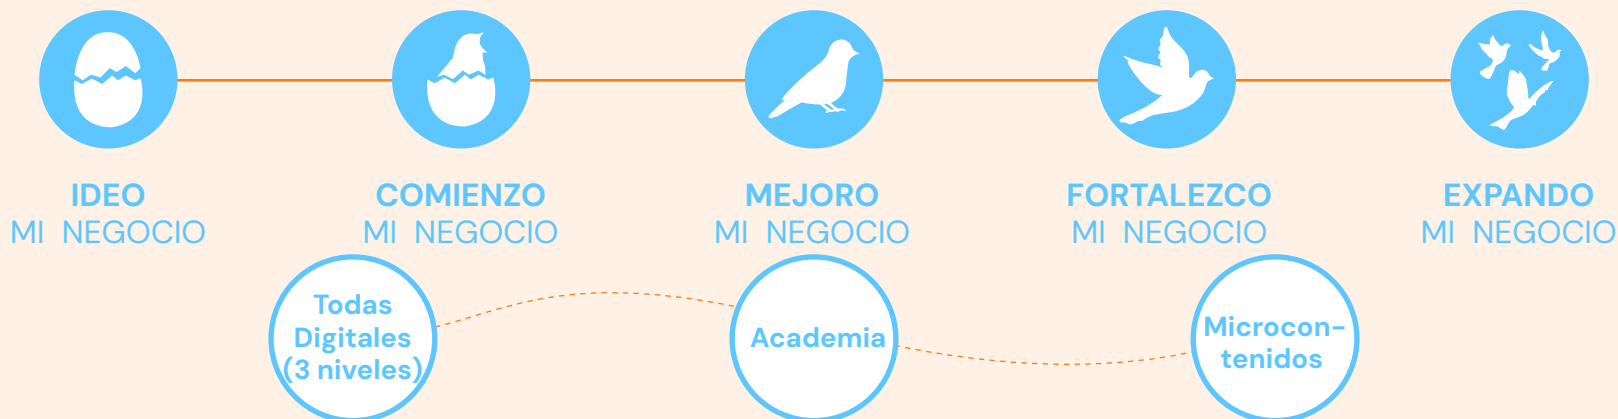 IDEO
MI NEGOCIO
COMIENZO
MI NEGOCIO
MEJORO
MI NEGOCIO
FORTALEZCO
MI NEGOCIO
EXPANDO
MI NEGOCIO
Todas
Digitales
(3 niveles)
Academia
Microcon-
tenidos